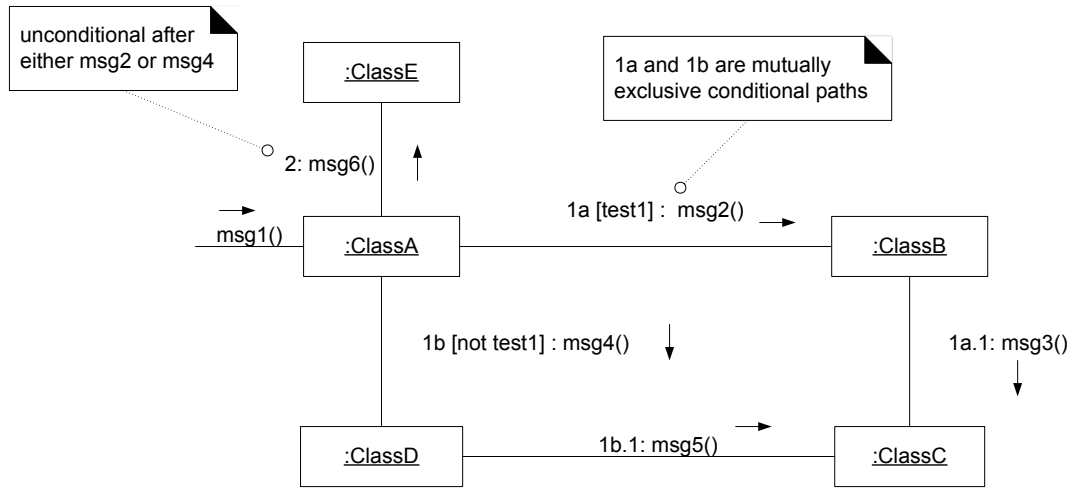 unconditional after
either msg2 or msg4
:ClassE
1a and 1b are mutually
exclusive conditional paths
2: msg6()
1a [test1] : msg2()
msg1()
:ClassA
:ClassB
1b [not test1] : msg4()
1a.1: msg3()
:ClassD
1b.1: msg5()
:ClassC